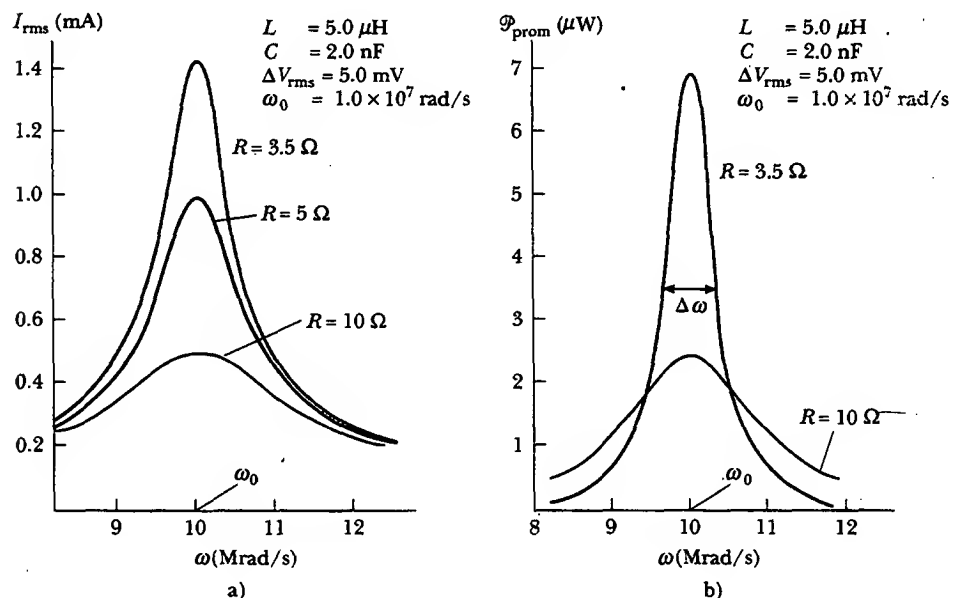 I_rms (mA)
L = 5.0 μH
C = 2.0 nF
ΔV_rms = 5.0 mV
ω_0 = 1.0 × 10^7 rad/s
1.4
1.2
1.0
0.8
0.6
0.4
0.2
R = 3.5 Ω
R = 5 Ω
R = 10 Ω
ω_0
9 10 11 12
ω(Mrad/s)
a)
𝒫_prom (μW)
L = 5.0 μH
C = 2.0 nF
ΔV_rms = 5.0 mV
ω_0 = 1.0 × 10^7 rad/s
7
6
5
4
3
2
1
R = 3.5 Ω
Δω
R = 10 Ω
ω_0
8 9 10 11 12
ω(Mrad/s)
b)